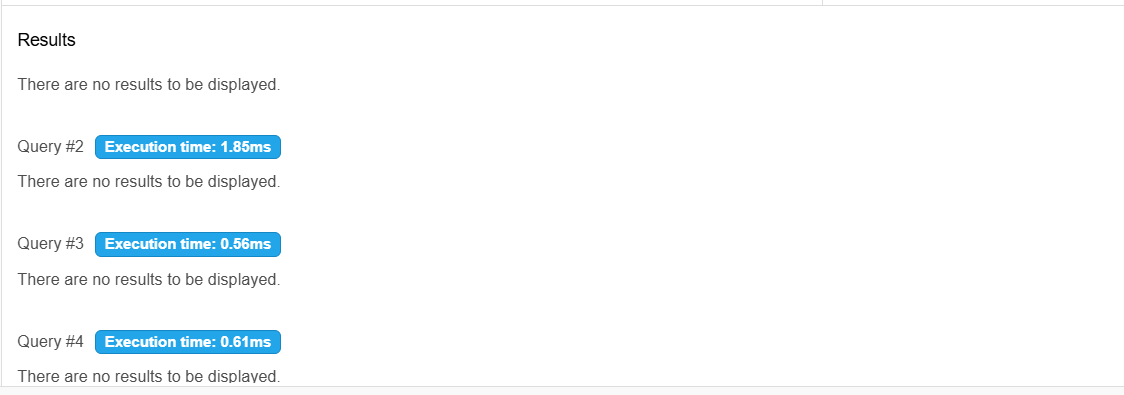 Results
There are no results to be displayed.
Query #2 Execution time: 1.85ms
There are no results to be displayed.
Query #3 Execution time: 0.56ms
There are no results to be displayed.
Query #4 Execution time: 0.61ms
There are no results to be displayed.